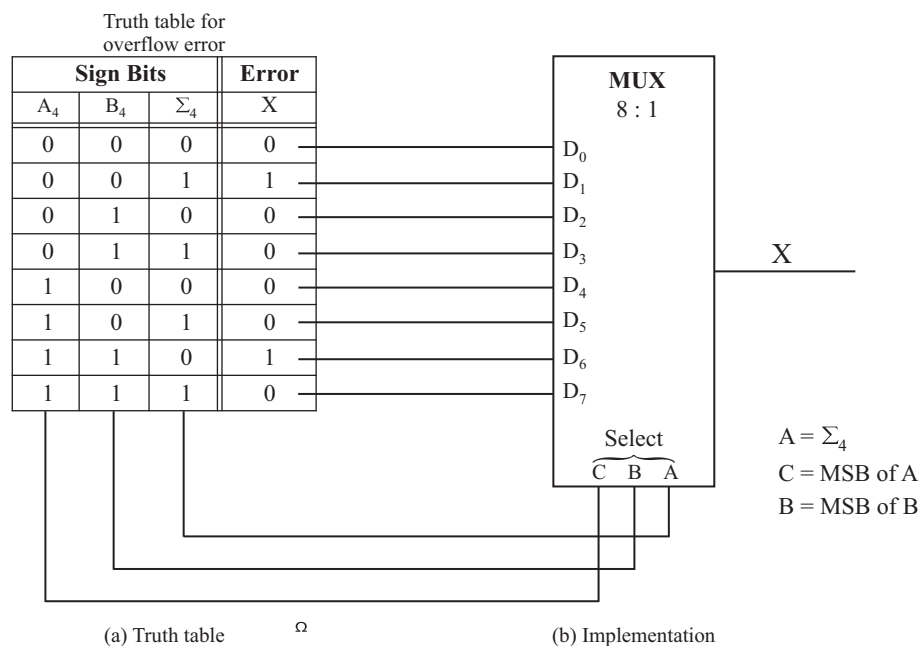 Truth table for
overflow error
Sign Bits Error
A₄ B₄ Σ₄ X
0 0 0 0
0 0 1 1
0 1 0 0
0 1 1 0
1 0 0 0
1 0 1 0
1 1 0 1
1 1 1 0
MUX
8 : 1
D₀
D₁
D₂
D₃
D₄
D₅
D₆
D₇
Select
C B A
X
A = Σ₄
C = MSB of A
B = MSB of B
(a) Truth table Ω (b) Implementation